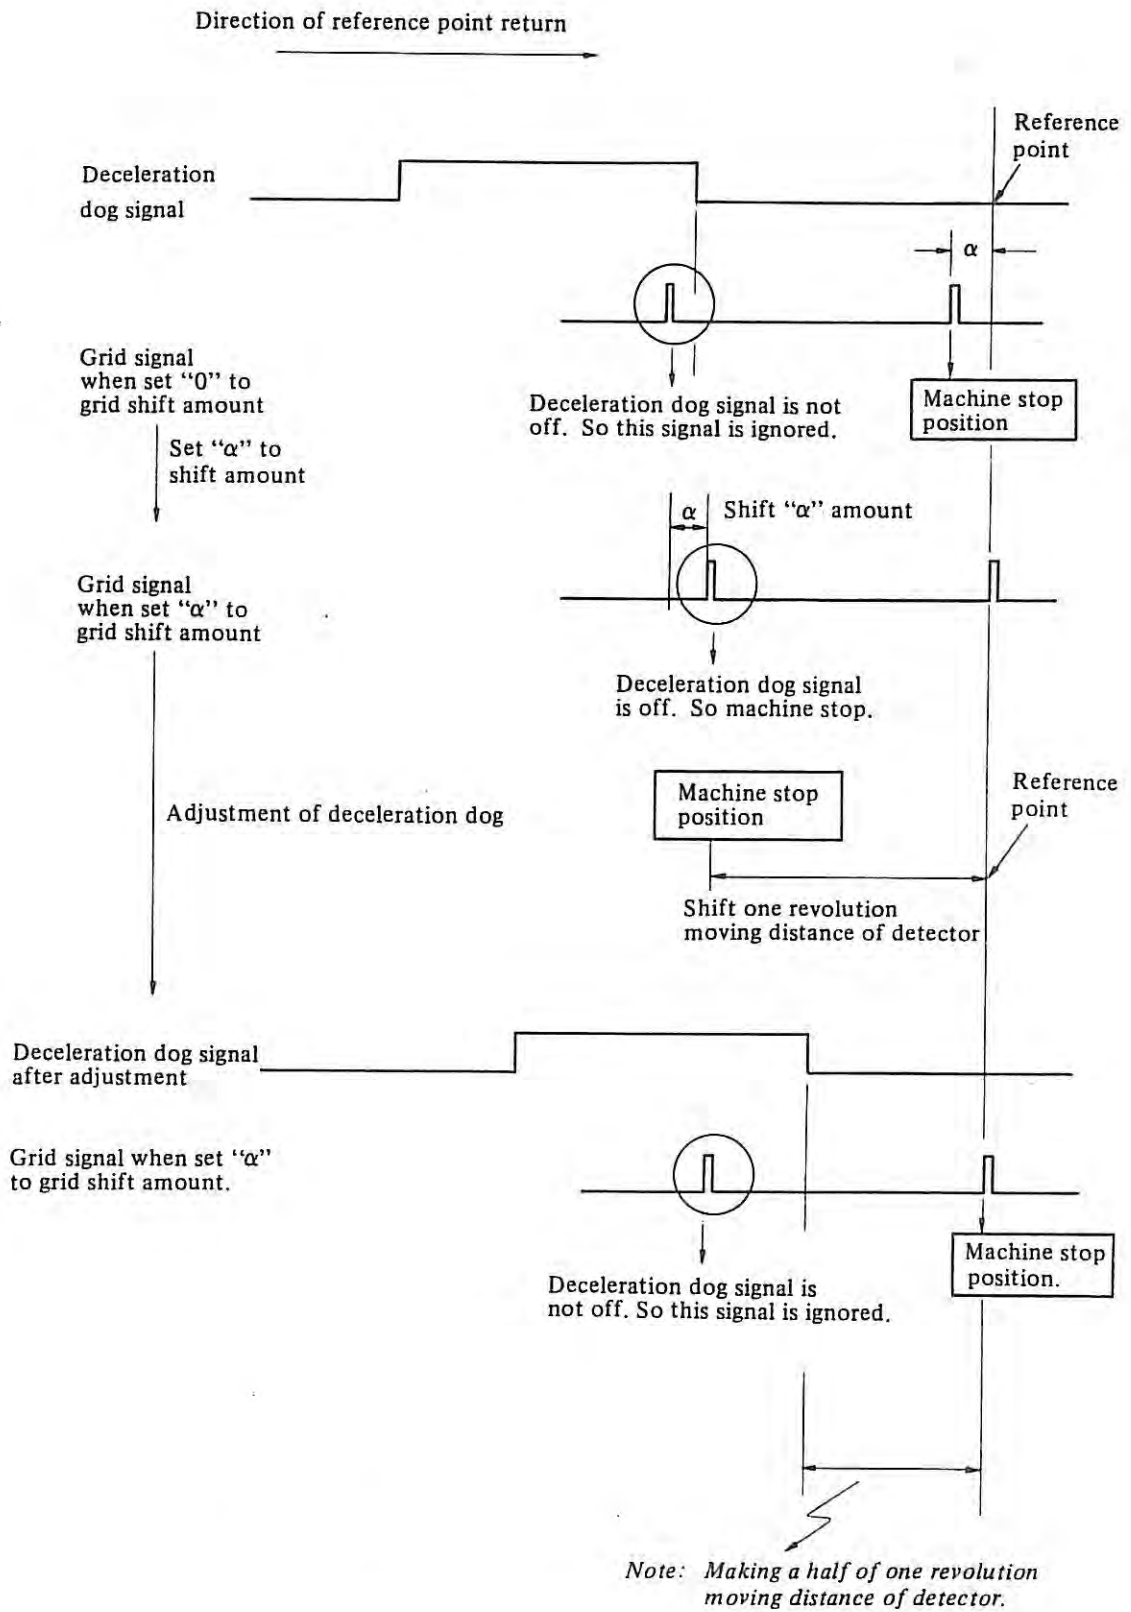 Direction of reference point return
Reference
point
Deceleration
dog signal
α
Grid signal
when set “0” to
grid shift amount
Deceleration dog signal is not
off. So this signal is ignored.
Machine stop
position
Set “α” to
shift amount
α
Shift “α” amount
Grid signal
when set “α” to
grid shift amount
Deceleration dog signal
is off. So machine stop.
Machine stop
position
Reference
point
Adjustment of deceleration dog
Shift one revolution
moving distance of detector
Deceleration dog signal
after adjustment
Grid signal when set “α”
to grid shift amount.
Machine stop
position.
Deceleration dog signal is
not off. So this signal is ignored.
Note: Making a half of one revolution
moving distance of detector.